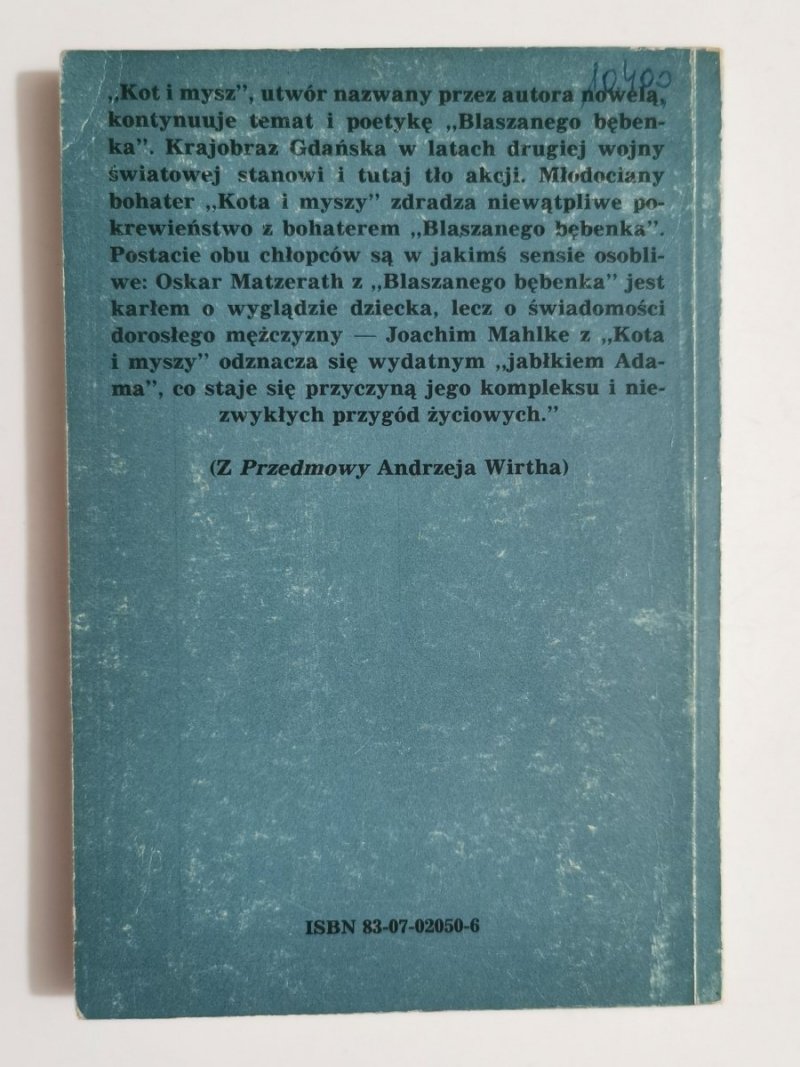 10400
„Kot i mysz”, utwór nazwany przez autora nowelą,
kontynuuje temat i poetykę „Blaszanego bęben-
ka”. Krajobraz Gdańska w latach drugiej wojny
światowej stanowi i tutaj tło akcji. Młodociany
bohater „Kota i myszy” zdradza niewątpliwe po-
krewieństwo z bohaterem „Blaszanego bębenka”.
Postacie obu chłopców są w jakimś sensie osobli-
we: Oskar Matzerath z „Blaszanego bębenka” jest
karłem o wyglądzie dziecka, lecz o świadomości
dorosłego mężczyzny — Joachim Mahlke z „Kota
i myszy” odznacza się wydatnym „jabłkiem Ada-
ma”, co staje się przyczyną jego kompleksu i nie-
zwykłych przygód życiowych.”
(Z Przedmowy Andrzeja Wirtha)
ISBN 83-07-02050-6